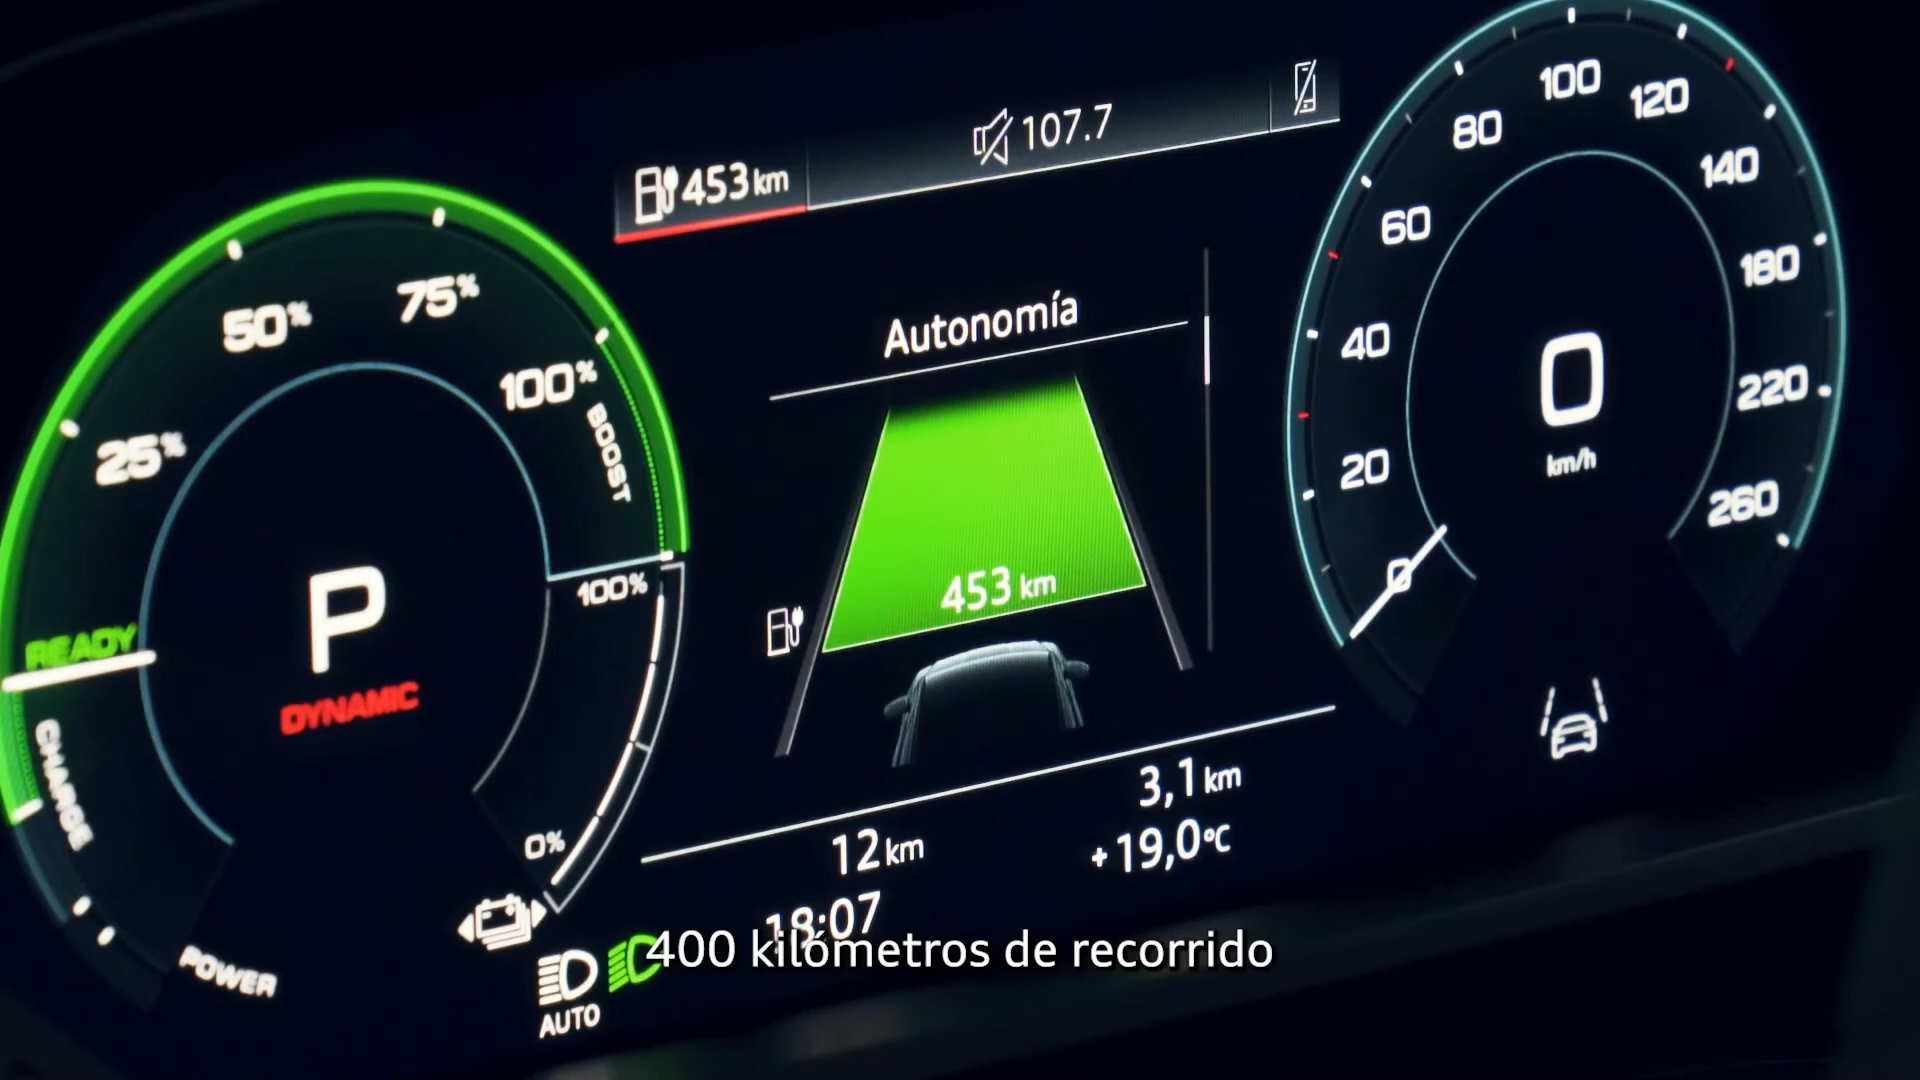 453 km
107.7
50%
75%
25%
100%
BOOST
READY
P
DYNAMIC
CHARGE
POWER
100%
0%
Autonomía
453 km
12 km
3,1 km
18:07
+19,0°C
AUTO
0
20
40
60
80
100
120
140
180
220
260
0
km/h
400 kilómetros de recorrido